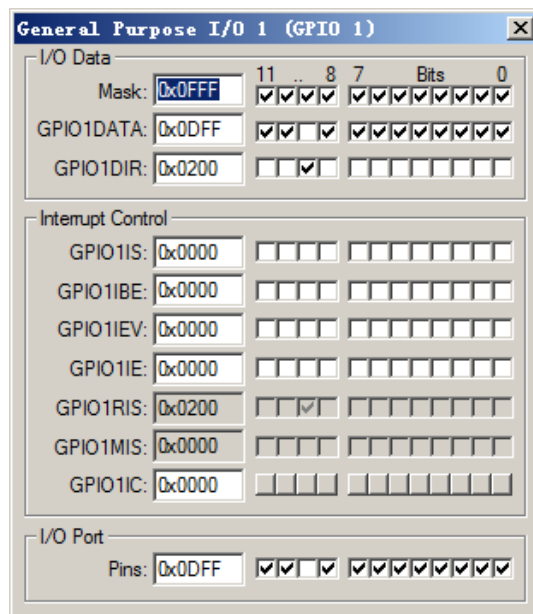 General Purpose I/O 1 (GPIO 1)
I/O Data
11 .. 8 7 Bits 0
Mask: 0x0FFF
GPIO1DATA: 0x0DFF
GPIO1DIR: 0x0200
Interrupt Control
GPIO1IS: 0x0000
GPIO1IBE: 0x0000
GPIO1IEV: 0x0000
GPIO1IE: 0x0000
GPIO1RIS: 0x0200
GPIO1MIS: 0x0000
GPIO1IC: 0x0000
I/O Port
Pins: 0x0DFF